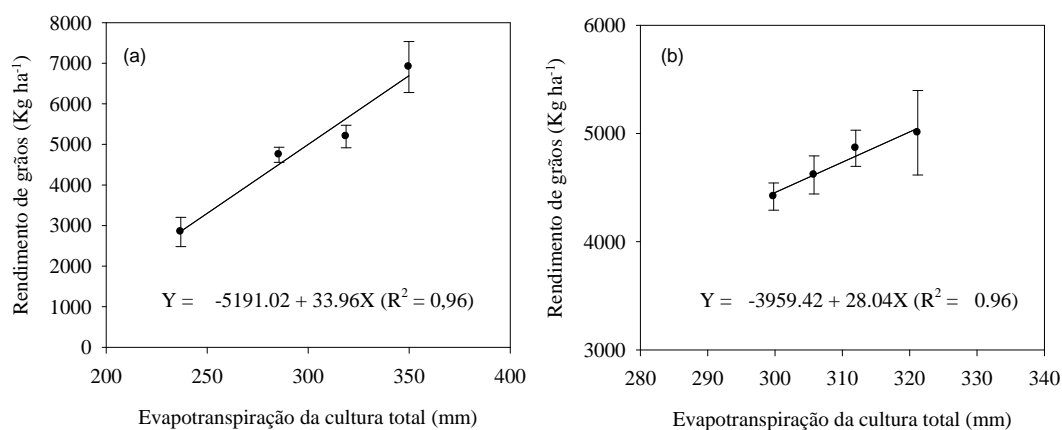 (a)
Rendimento de grãos (Kg ha-1)
8000
7000
6000
5000
4000
3000
2000
1000
0
Y = -5191.02 + 33.96X (R2 = 0,96)
200 250 300 350 400
Evapotranspiração da cultura total (mm)
(b)
Rendimento de grãos (Kg ha-1)
6000
5000
4000
3000
Y = -3959.42 + 28.04X (R2 = 0.96)
280 290 300 310 320 330 340
Evapotranspiração da cultura total (mm)